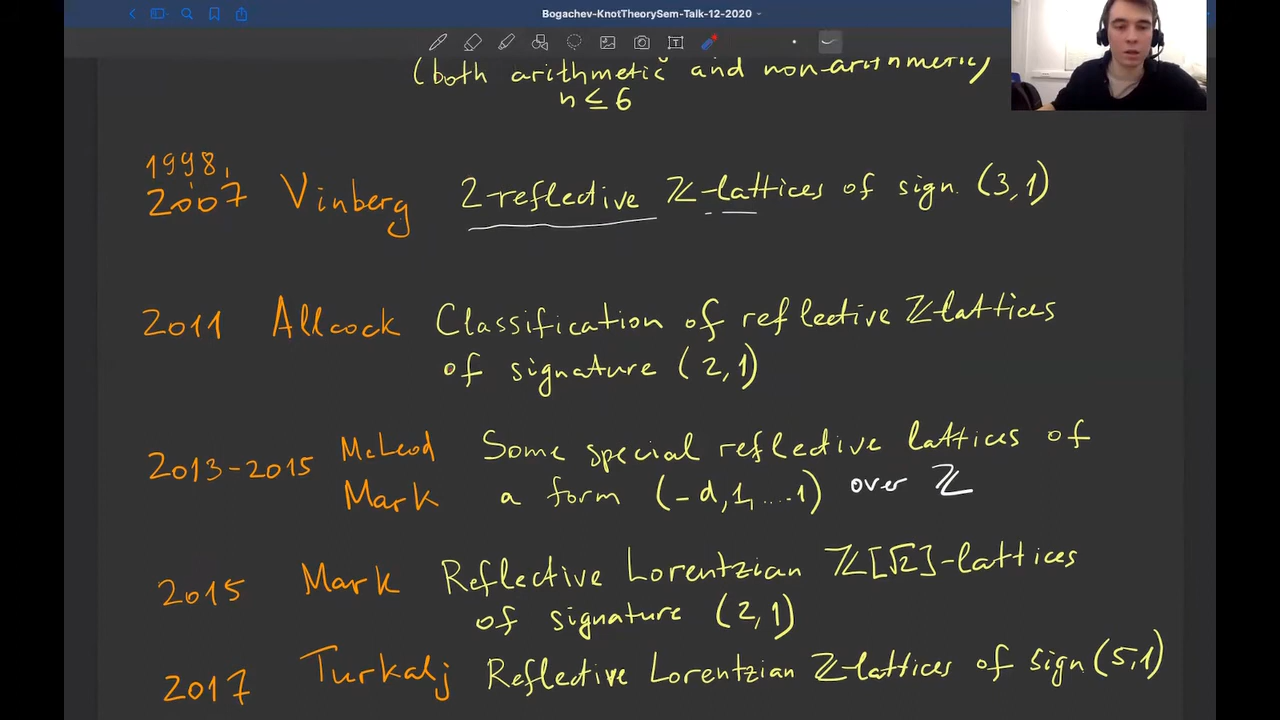 Bogachev-KnotTheorySem-Talk-12-2020
(both arithmetic and non-arithmetic)
n ≤ 6
1998,
2007 Vinberg 2-reflective ℤ-lattices of sign. (3,1)
2011 Allcock Classification of reflective ℤ-lattices
of signature (2,1)
2013-2015 McLeod Some special reflective lattices of
Mark a form (-d,1,....1) over ℤ
2015 Mark Reflective Lorentzian ℤ[√2]-lattices
of signature (2,1)
2017 Turkalj Reflective Lorentzian ℤ-lattices of sign (5,1)